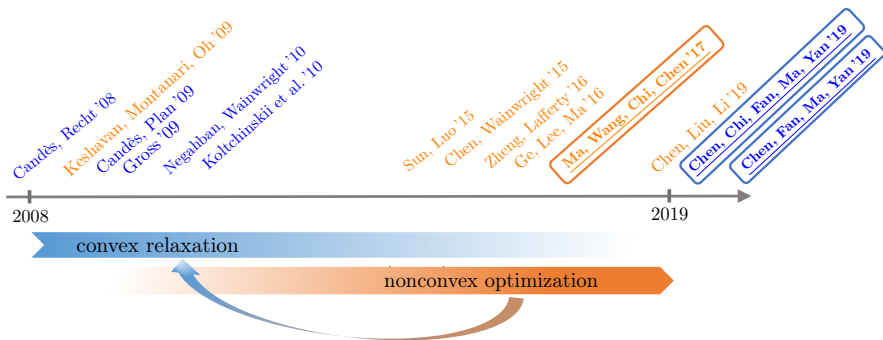 Candès, Recht '08
Keshavan, Montanari, Oh '09
Candès, Plan '09
Gross '09
Negahban, Wainwright '10
Koltchinskii et al. '10
Sun, Luo '15
Chen, Wainwright '15
Zheng, Lafferty '16
Ge, Lee, Ma '16
Ma, Wang, Chi, Chen '17
Chen, Liu, Li '19
Chen, Chi, Fan, Ma, Yan '19
Chen, Fan, Ma, Yan '19
2008
2019
convex relaxation
nonconvex optimization